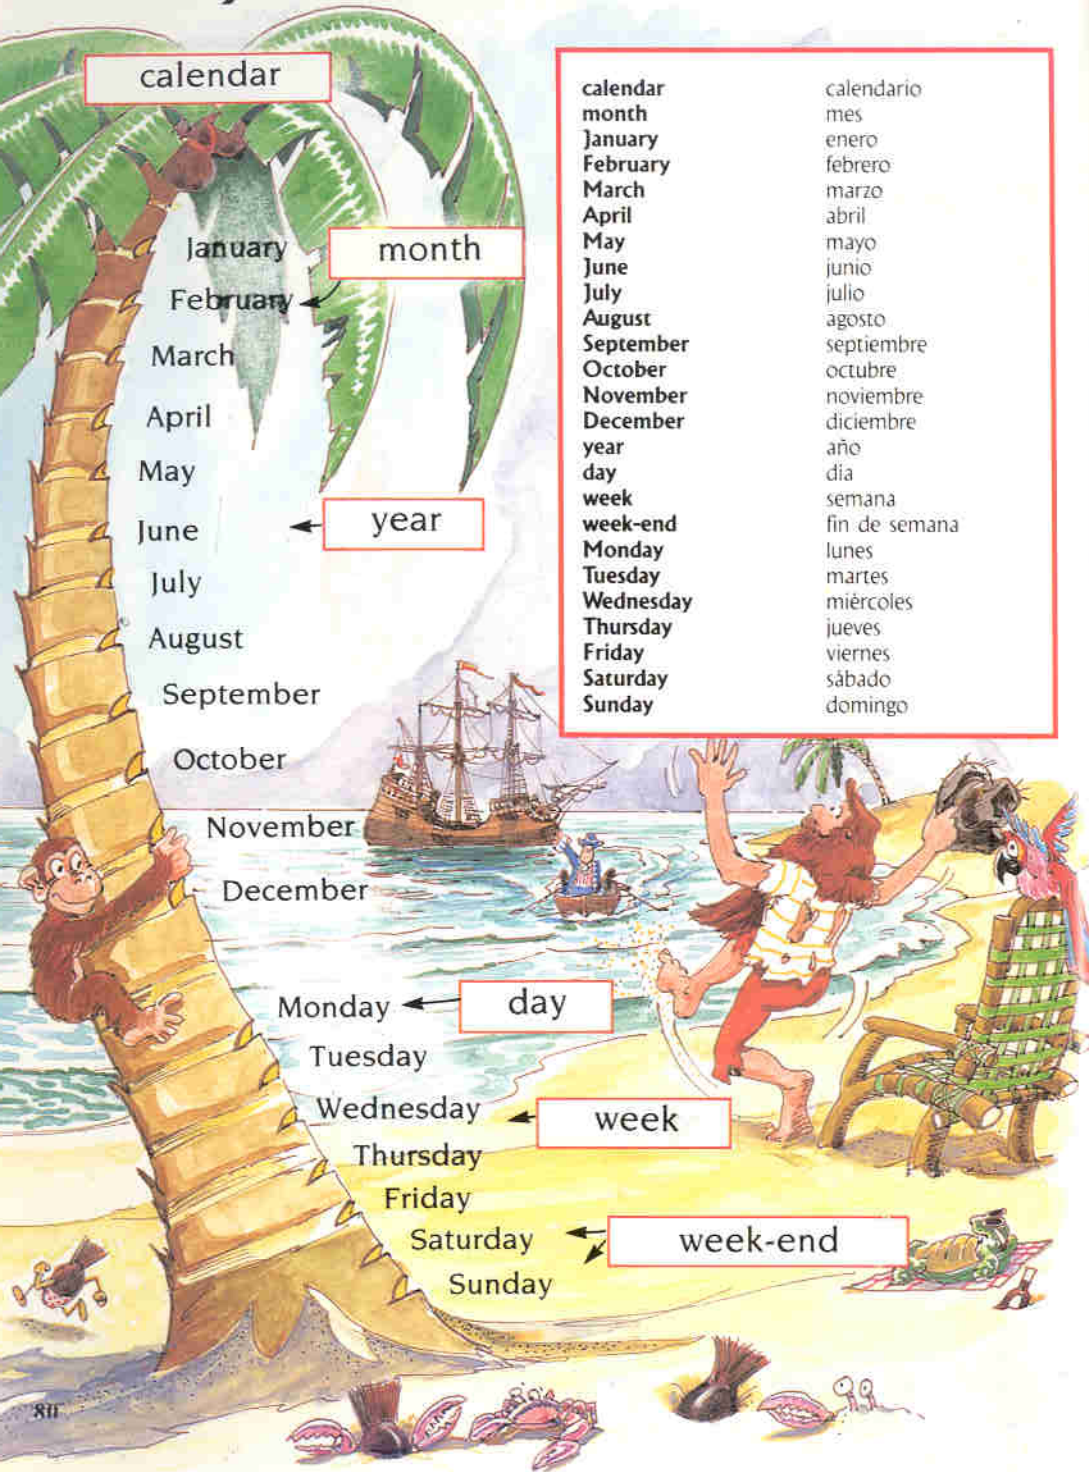 calendar
January
month
February
March
April
May
June
year
July
August
September
October
November
December
Monday
day
Tuesday
Wednesday
week
Thursday
Friday
Saturday
week-end
Sunday
calendar calendario
month mes
January enero
February febrero
March marzo
April abril
May mayo
June junio
July julio
August agosto
September septiembre
October octubre
November noviembre
December diciembre
year año
day día
week semana
week-end fin de semana
Monday lunes
Tuesday martes
Wednesday miércoles
Thursday jueves
Friday viernes
Saturday sábado
Sunday domingo
80